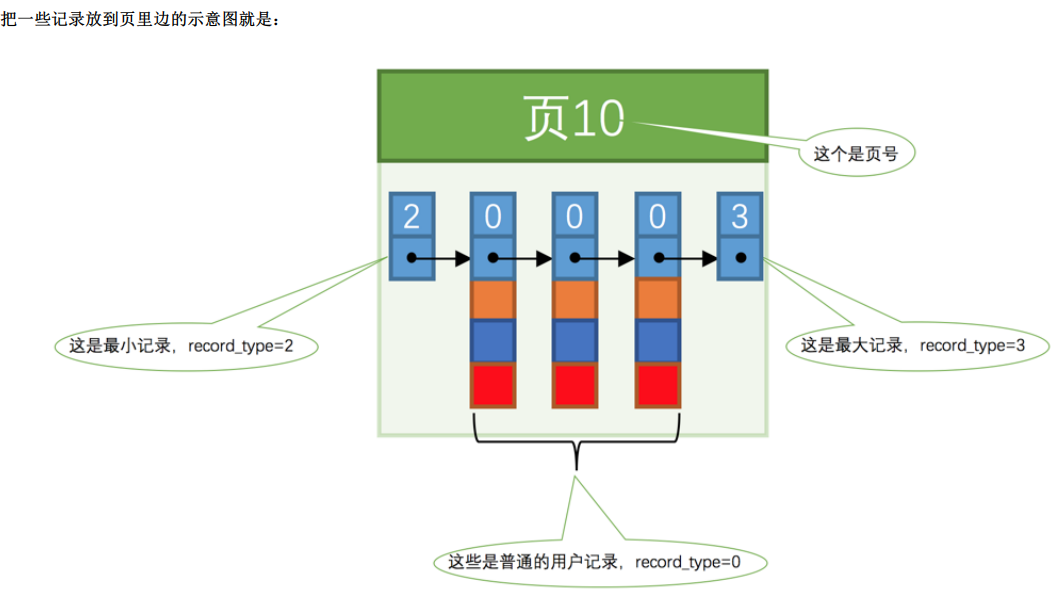 把一些记录放到页里边的示意图就是：
页10
这个是页号
2 0 0 0 3
这是最小记录，record_type=2
这是最大记录，record_type=3
这些是普通的用户记录，record_type=0